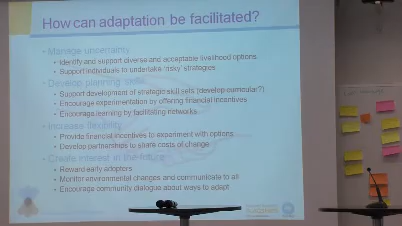 How can adaptation be facilitated?
• Manage uncertainty
• Identify and support diverse and acceptable livelihood options.
• Support individuals to undertake 'risky' strategies
• Develop planning skills
• Support development of strategic skill sets (develop curricular?)
• Encourage experimentation by offering financial incentives
• Encourage learning by facilitating networks
• Increase flexibility
• Provide financial incentives to experiment with options
• Develop partnerships to share costs of change
• Create interest in the future
• Reward early adopters
• Monitor environmental changes and communicate to all
• Encourage community dialogue about ways to adapt